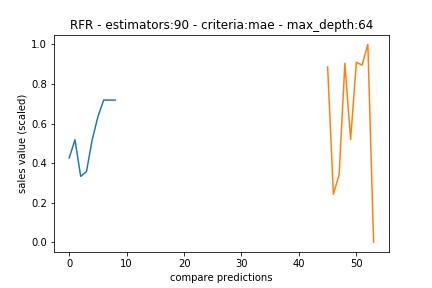 RFR - estimators:90 - criteria:mae - max_depth:64
1.0
0.8
0.6
0.4
0.2
0.0
sales value (scaled)
0 10 20 30 40 50
compare predictions